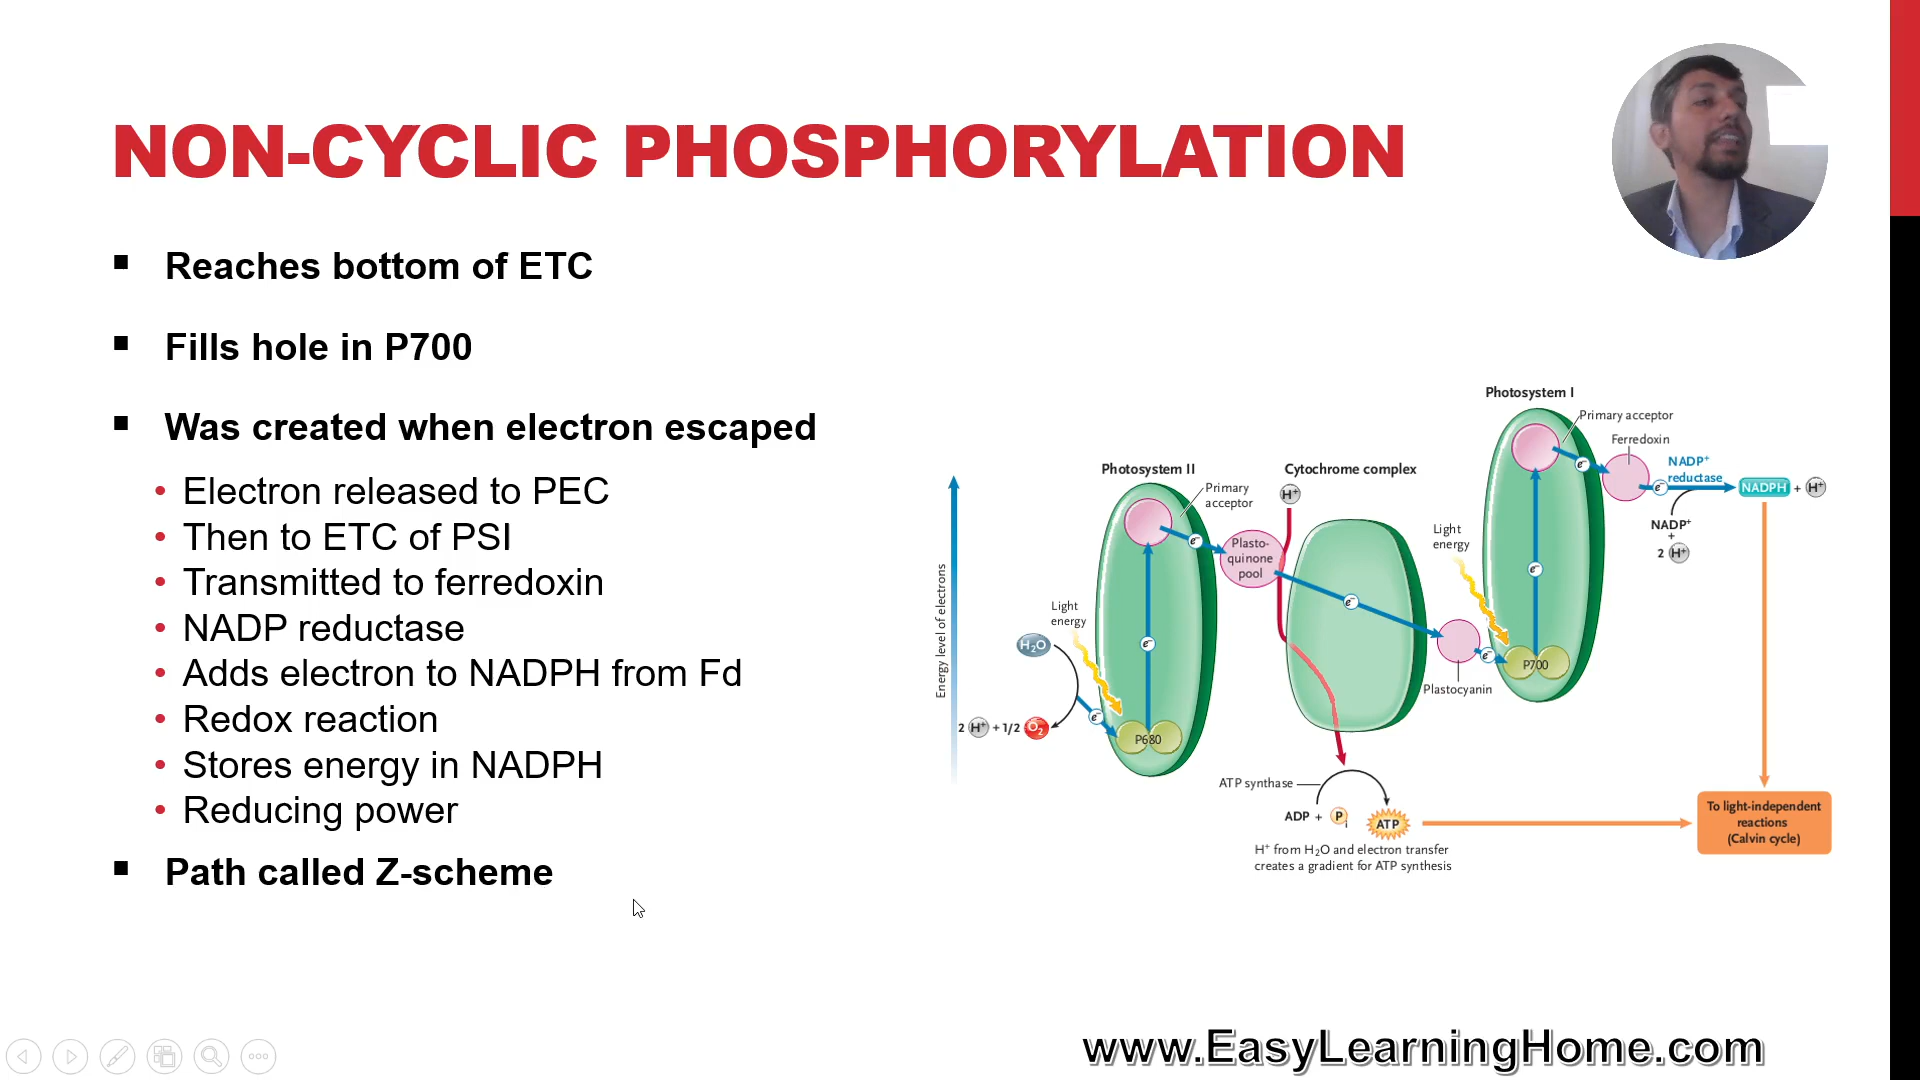 NON-CYCLIC PHOSPHORYLATION
Reaches bottom of ETC
Fills hole in P700
Was created when electron escaped
Electron released to PEC
Then to ETC of PSI
Transmitted to ferredoxin
NADP reductase
Adds electron to NADPH from Fd
Redox reaction
Stores energy in NADPH
Reducing power
Path called Z-scheme
Energy level of electrons
Photosystem II
Primary
acceptor
Light
energy
H₂O
2 H⁺ + 1/2 O₂
e⁻
e⁻
e⁻
P680
Plasto-
quinone
pool
Cytochrome complex
H⁺
e⁻
Plastocyanin
e⁻
ATP synthase
ADP + Pi
ATP
H⁺ from H₂O and electron transfer
creates a gradient for ATP synthesis
Photosystem I
Primary acceptor
Ferredoxin
Light
energy
e⁻
e⁻
e⁻
P700
NADP⁺
reductase
NADPH + H⁺
NADP⁺
+
2 H⁺
To light-independent
reactions
(Calvin cycle)
www.EasyLearningHome.com